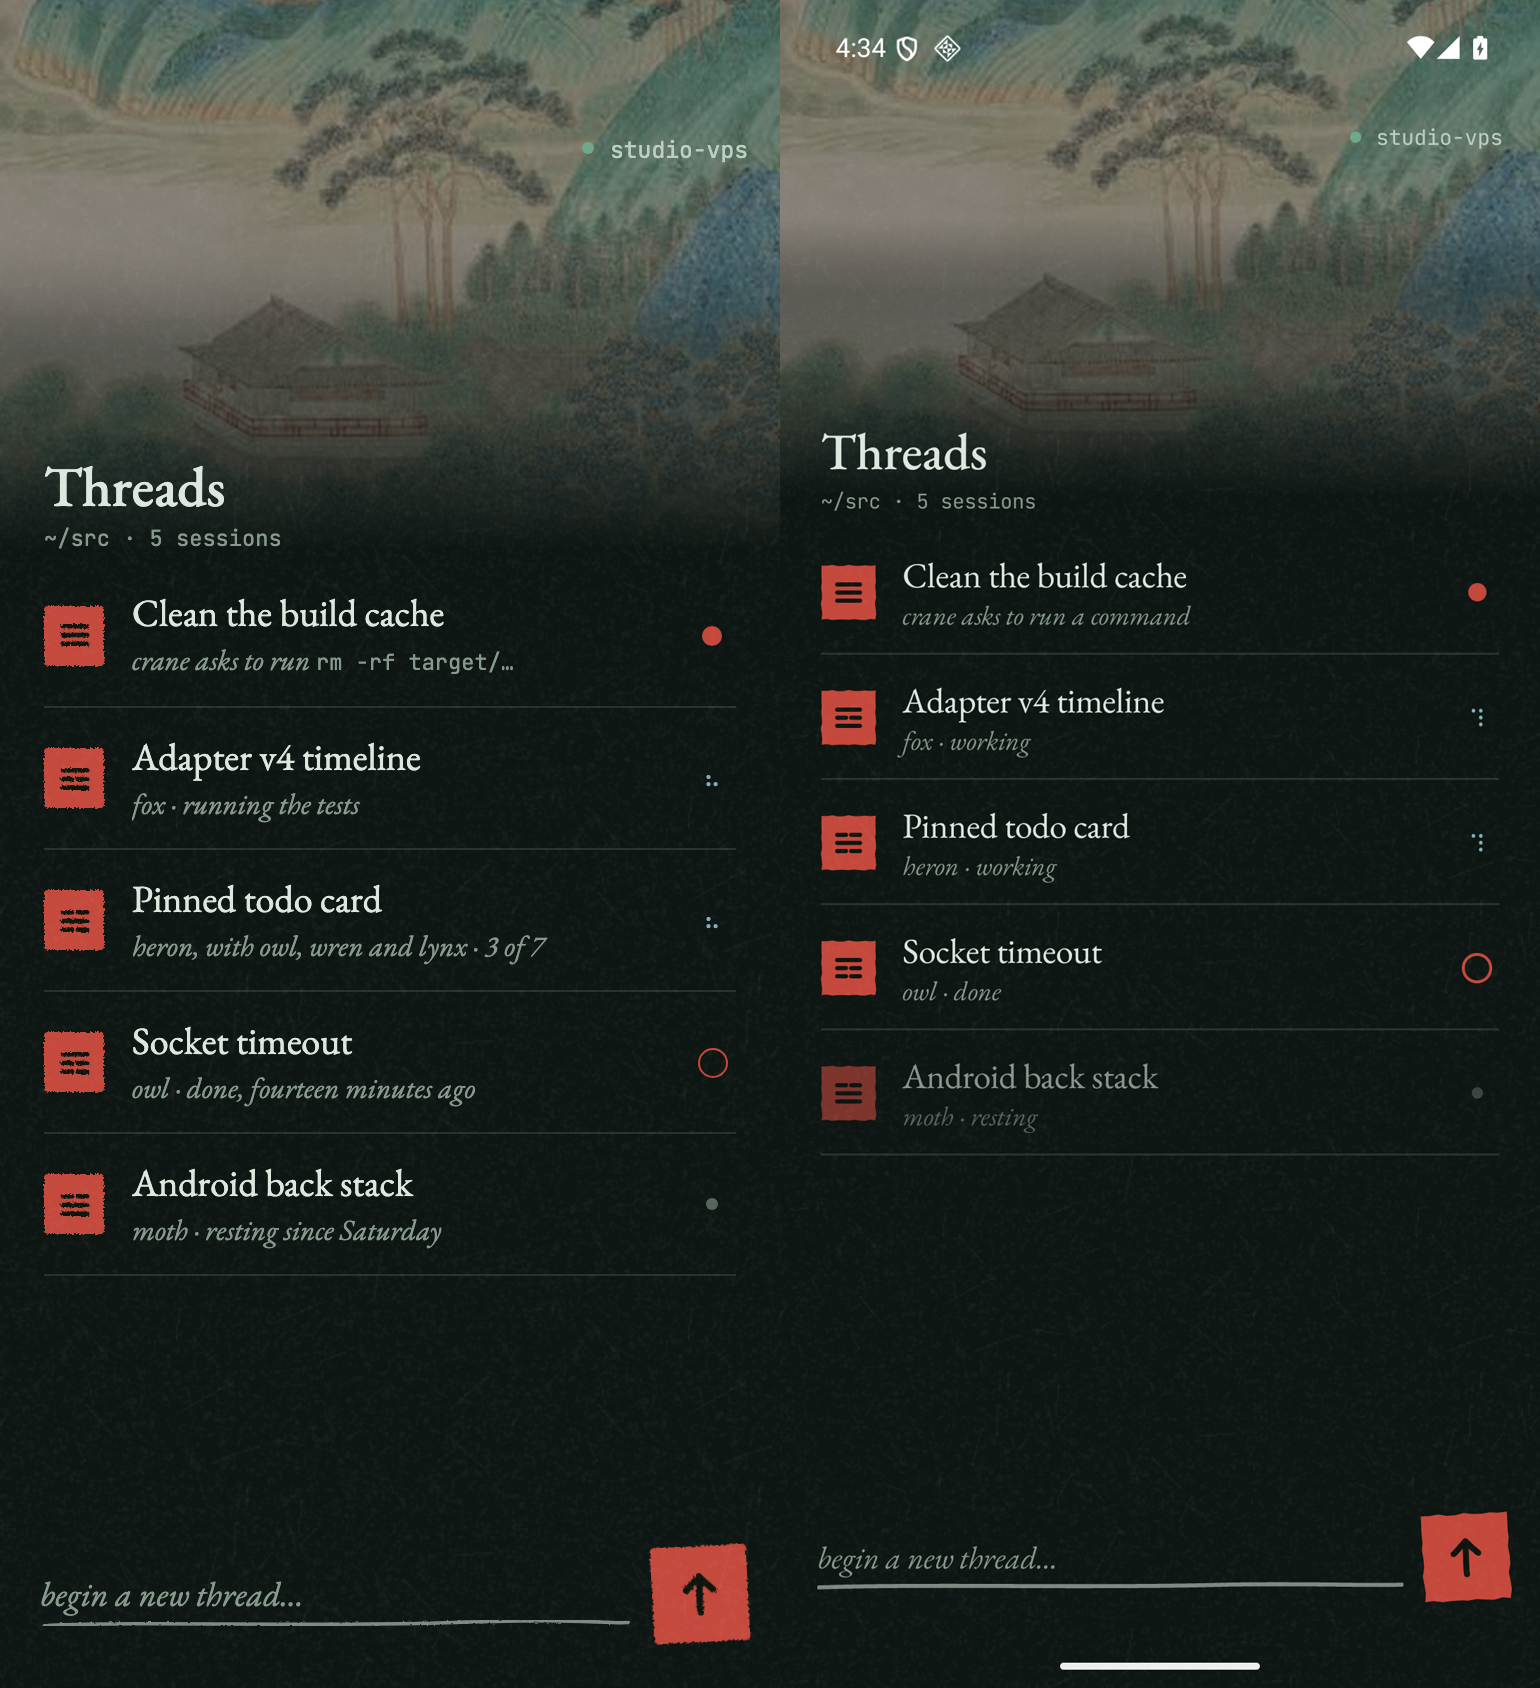 studio-vps
Threads
~/src · 5 sessions
Clean the build cache
crane asks to run rm -rf target/…
Adapter v4 timeline
fox · running the tests
Pinned todo card
heron, with owl, wren and lynx · 3 of 7
Socket timeout
owl · done, fourteen minutes ago
Android back stack
moth · resting since Saturday
begin a new thread...
4:34
studio-vps
Threads
~/src · 5 sessions
Clean the build cache
crane asks to run a command
Adapter v4 timeline
fox · working
Pinned todo card
heron · working
Socket timeout
owl · done
Android back stack
moth · resting
begin a new thread...